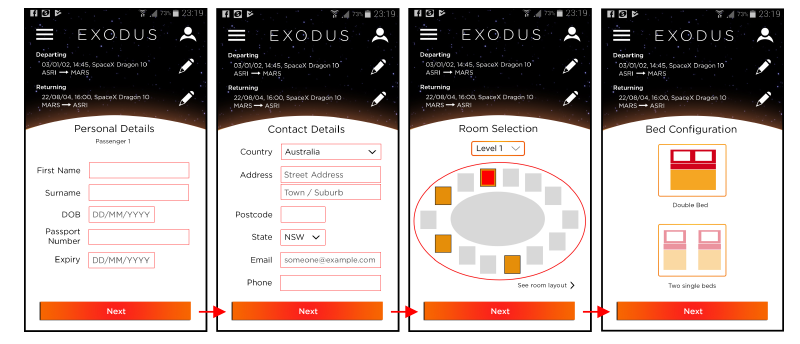 73% 23:19
EXODUS
Departing
03/01/02, 14:45, SpaceX Dragon 10
ASRI → MARS
Returning
22/08/04, 16:00, SpaceX Dragon 10
MARS → ASRI
Personal Details
Passenger 1
First Name
Surname
DOB DD/MM/YYYY
Passport
Number
Expiry DD/MM/YYYY
Next
73% 23:19
EXODUS
Departing
03/01/02, 14:45, SpaceX Dragon 10
ASRI → MARS
Returning
22/08/04, 16:00, SpaceX Dragon 10
MARS → ASRI
Contact Details
Country Australia
Address Street Address
Town / Suburb
Postcode
State NSW
Email someone@example.com
Phone
Next
73% 23:19
EXODUS
Departing
03/01/02, 14:45, SpaceX Dragon 10
ASRI → MARS
Returning
22/08/04, 16:00, SpaceX Dragon 10
MARS → ASRI
Room Selection
Level 1
See room layout
Next
73% 23:19
EXODUS
Departing
03/01/02, 14:45, SpaceX Dragon 10
ASRI → MARS
Returning
22/08/04, 16:00, SpaceX Dragon 10
MARS → ASRI
Bed Configuration
Double Bed
Two single beds
Next